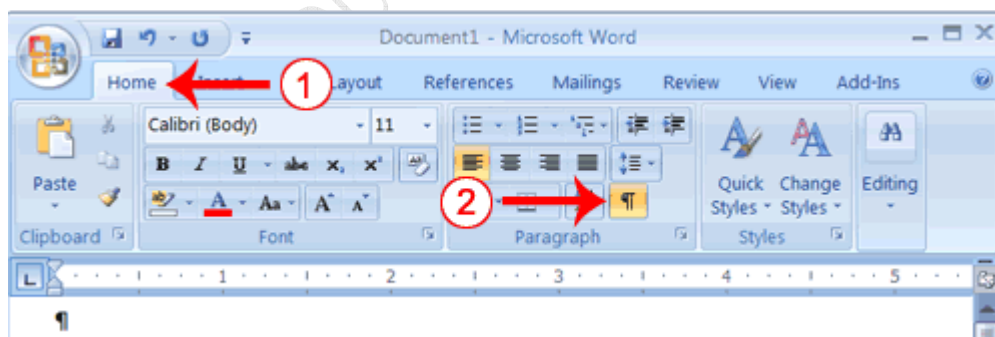 Document1 - Microsoft Word
Home Insert Layout References Mailings Review View Add-Ins
1
Calibri (Body) 11
B I U abc x, x²
Paste
Aa A A
2
¶
Quick Styles
Change Styles
Editing
Clipboard Font Paragraph Styles
L 1 2 3 4 5
¶